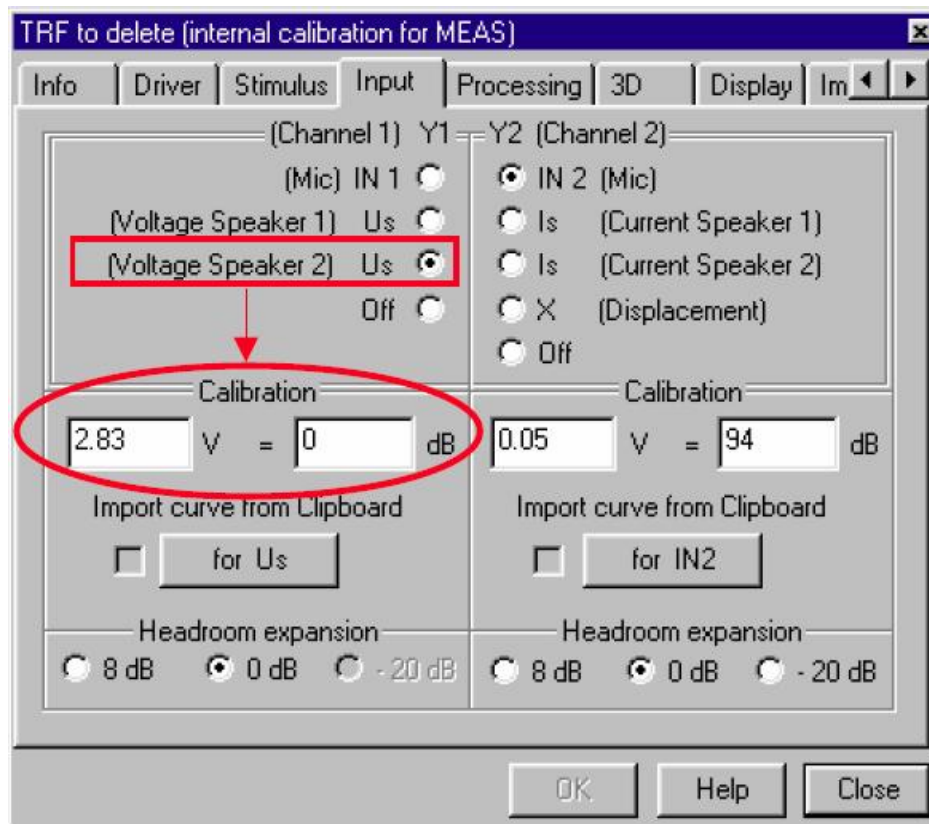 TRF to delete (internal calibration for MEAS)
Info Driver Stimulus Input Processing 3D Display Im
(Channel 1) Y1 Y2 (Channel 2)
(Mic) IN 1 IN 2 (Mic)
(Voltage Speaker 1) Us Is (Current Speaker 1)
(Voltage Speaker 2) Us Is (Current Speaker 2)
Off X (Displacement)
Off
Calibration Calibration
2.83 V = 0 dB 0.05 V = 94 dB
Import curve from Clipboard Import curve from Clipboard
for Us for IN2
Headroom expansion Headroom expansion
8 dB 0 dB - 20 dB 8 dB 0 dB - 20 dB
OK Help Close